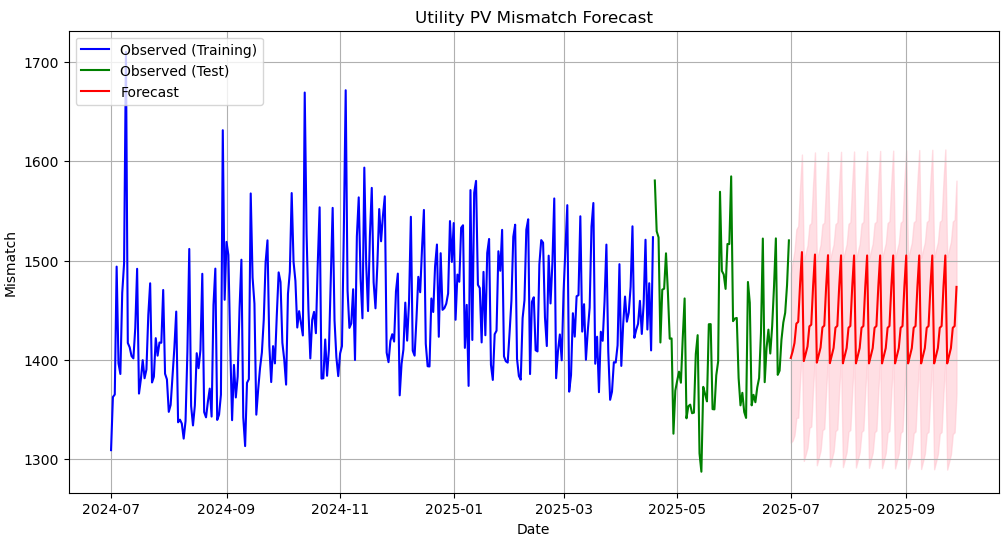 Utility PV Mismatch Forecast
Observed (Training)
Observed (Test)
Forecast
Mismatch
1700
1600
1500
1400
1300
2024-07 2024-09 2024-11 2025-01 2025-03 2025-05 2025-07 2025-09
Date